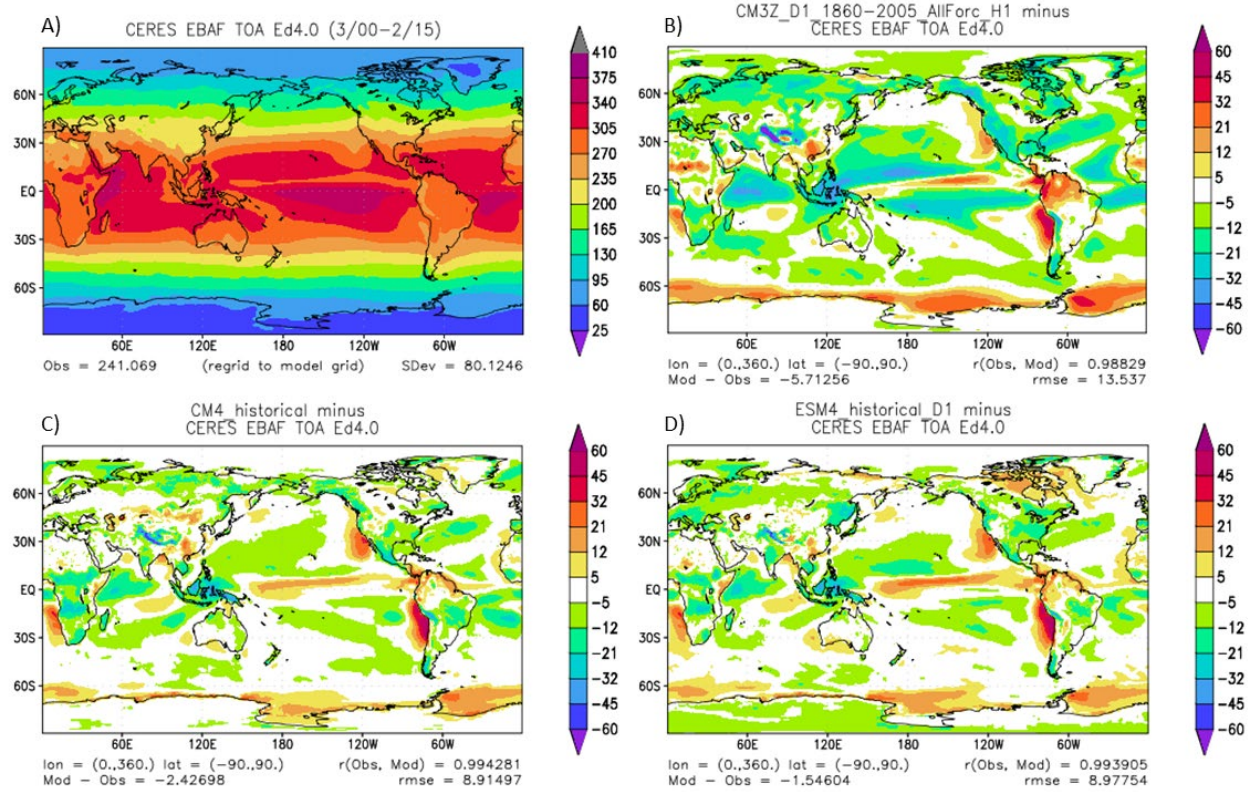 A)
CERES EBAF TOA Ed4.0 (3/00-2/15)
60N
30N
EQ
30S
60S
60E
120E
180
120W
60W
410
375
340
305
270
235
200
165
130
95
60
25
Obs = 241.069 (regrid to model grid) SDev = 80.1246
B)
CM3Z_D1_1860-2005_AllForc_H1 minus
CERES EBAF TOA Ed4.0
60N
30N
EQ
30S
60S
60E
120E
180
120W
60W
60
45
32
21
12
5
-5
-12
-21
-32
-45
-60
lon = (0.,360.) lat = (-90.,90.) r(Obs, Mod) = 0.98829
Mod - Obs = -5.71256 rmse = 13.537
C)
CM4_historical minus
CERES EBAF TOA Ed4.0
60N
30N
EQ
30S
60S
60E
120E
180
120W
60W
60
45
32
21
12
5
-5
-12
-21
-32
-45
-60
lon = (0.,360.) lat = (-90.,90.) r(Obs, Mod) = 0.994281
Mod - Obs = -2.42698 rmse = 8.91497
D)
ESM4_historical_D1 minus
CERES EBAF TOA Ed4.0
60N
30N
EQ
30S
60S
60E
120E
180
120W
60W
60
45
32
21
12
5
-5
-12
-21
-32
-45
-60
lon = (0.,360.) lat = (-90.,90.) r(Obs, Mod) = 0.993905
Mod - Obs = -1.54604 rmse = 8.97754